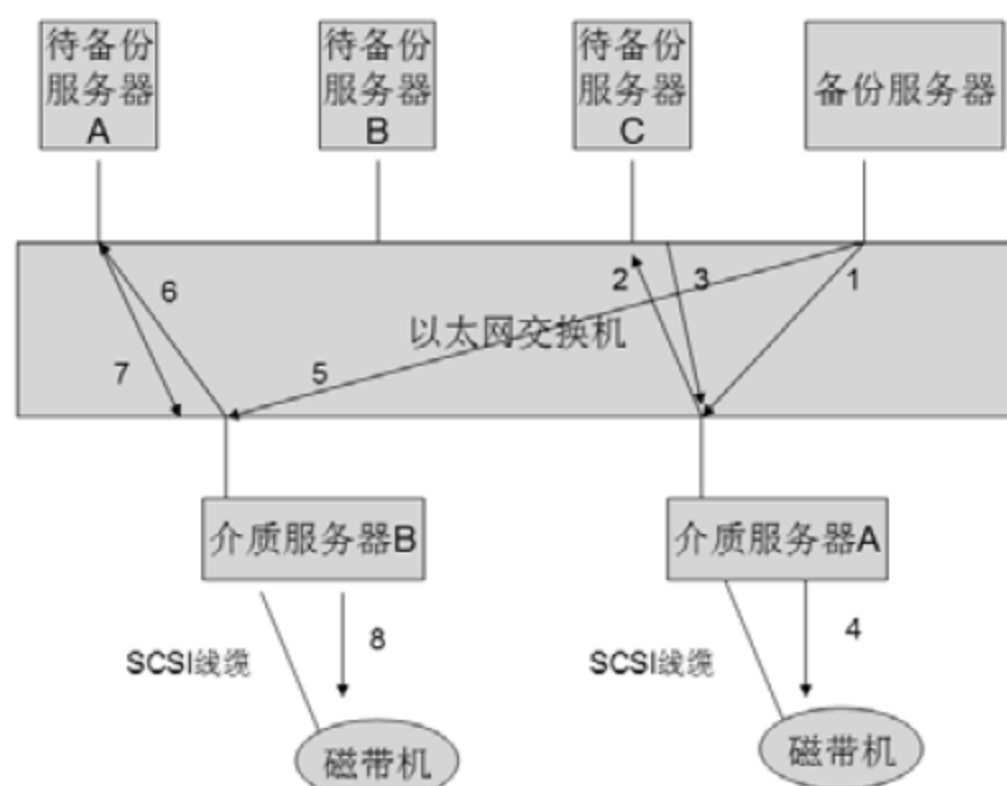 待备份
服务器
A
待备份
服务器
B
待备份
服务器
C
备份服务器
6
2
3
1
以太网交换机
7
5
介质服务器B
介质服务器A
8
4
SCSI线缆
SCSI线缆
磁带机
磁带机